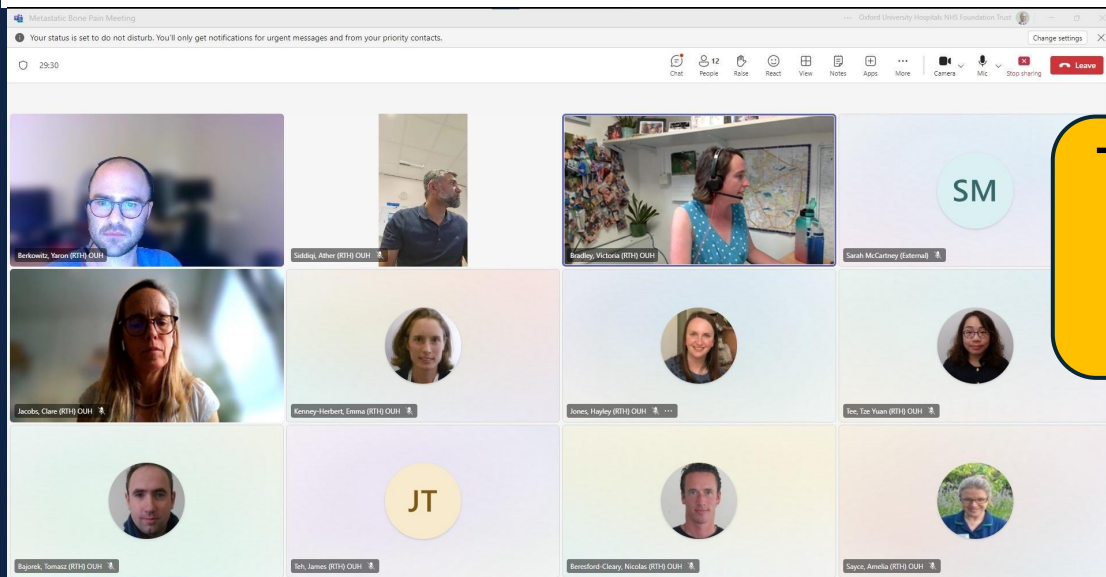 Metastatic Bone Pain Meeting
Oxford University Hospitals NHS Foundation Trust
Your status is set to do not disturb. You'll only get notifications for urgent messages and from your priority contacts.
Change settings
29:30
Chat
12
People
Raise
React
View
Notes
Apps
More
Camera
Mic
Stop sharing
Leave
Berkowitz, Yaron (RTH) OUH
Siddiqi, Ather (RTH) OUH
Bradley, Victoria (RTH) OUH
SM
Sarah McCartney (External)
Jacobs, Clare (RTH) OUH
Kenney-Herbert, Emma (RTH) OUH
Jones, Hayley (RTH) OUH
Tee, Tze Yuan (RTH) OUH
Bajorek, Tomasz (RTH) OUH
JT
Teh, James (RTH) OUH
Beresford-Cleary, Nicolas (RTH) OUH
Sayce, Amelia (RTH) OUH